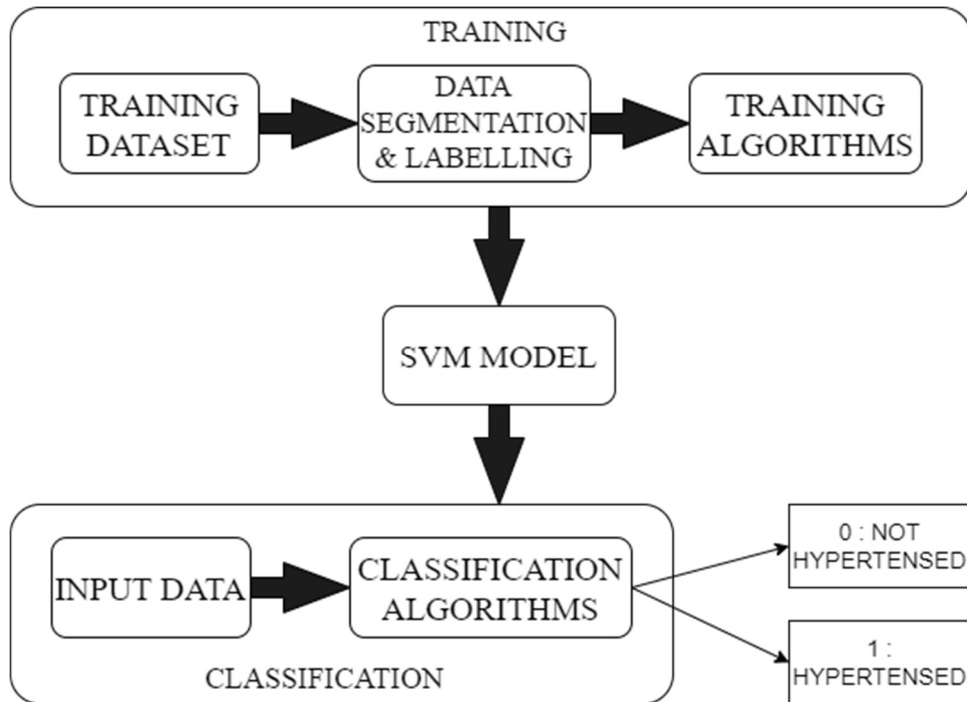 TRAINING
TRAINING
DATASET
DATA
SEGMENTATION
& LABELLING
TRAINING
ALGORITHMS
SVM MODEL
INPUT DATA
CLASSIFICATION
ALGORITHMS
CLASSIFICATION
0 : NOT
HYPERTENSED
1 :
HYPERTENSED